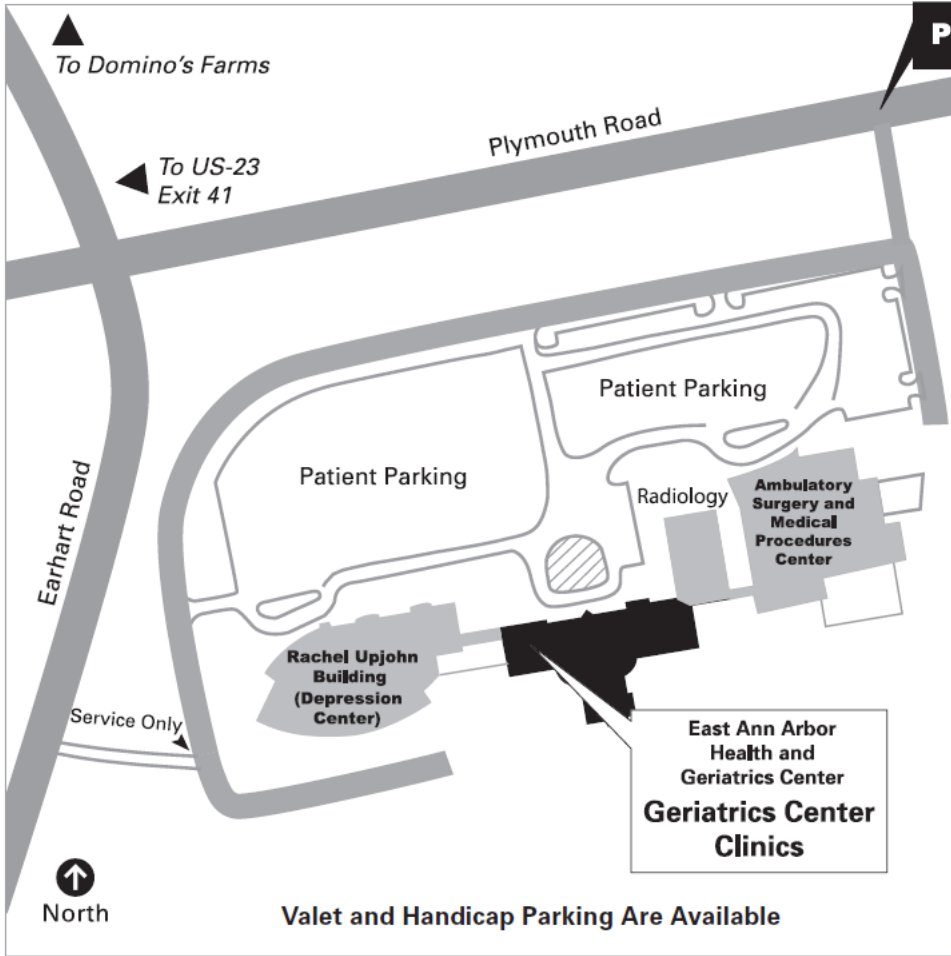 P
To Domino's Farms
Plymouth Road
To US-23
Exit 41
Patient Parking
Patient Parking
Earhart Road
Radiology
Ambulatory
Surgery and
Medical
Procedures
Center
Rachel Upjohn
Building
(Depression
Center)
Service Only
East Ann Arbor
Health and
Geriatrics Center
Geriatrics Center
Clinics
North
Valet and Handicap Parking Are Available